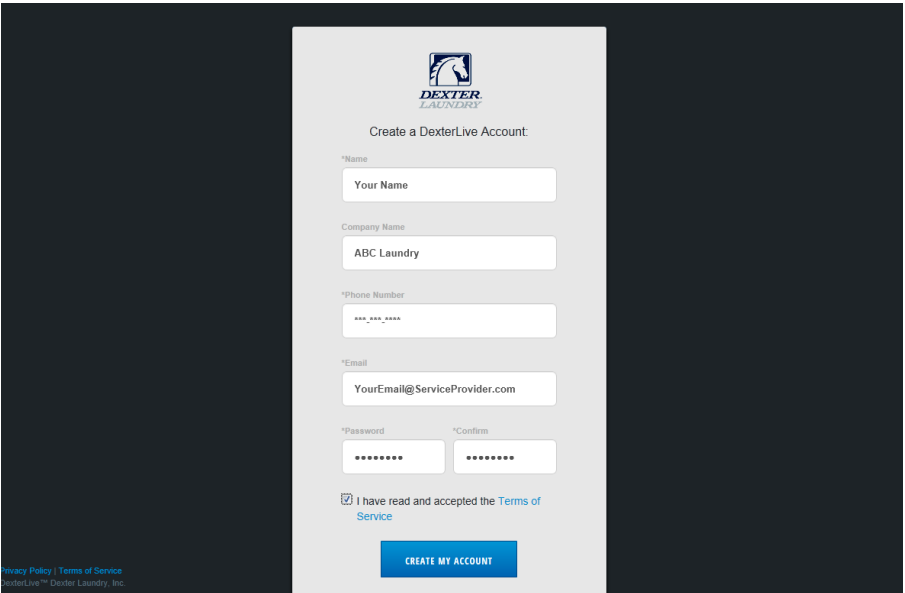 DEXTER.
LAUNDRY
Create a DexterLive Account:
*Name
Your Name
Company Name
ABC Laundry
*Phone Number
***-***-****
*Email
YourEmail@ServiceProvider.com
*Password *Confirm
•••••••• ••••••••
I have read and accepted the Terms of
Service
CREATE MY ACCOUNT
Privacy Policy | Terms of Service
DexterLive™ Dexter Laundry, Inc.